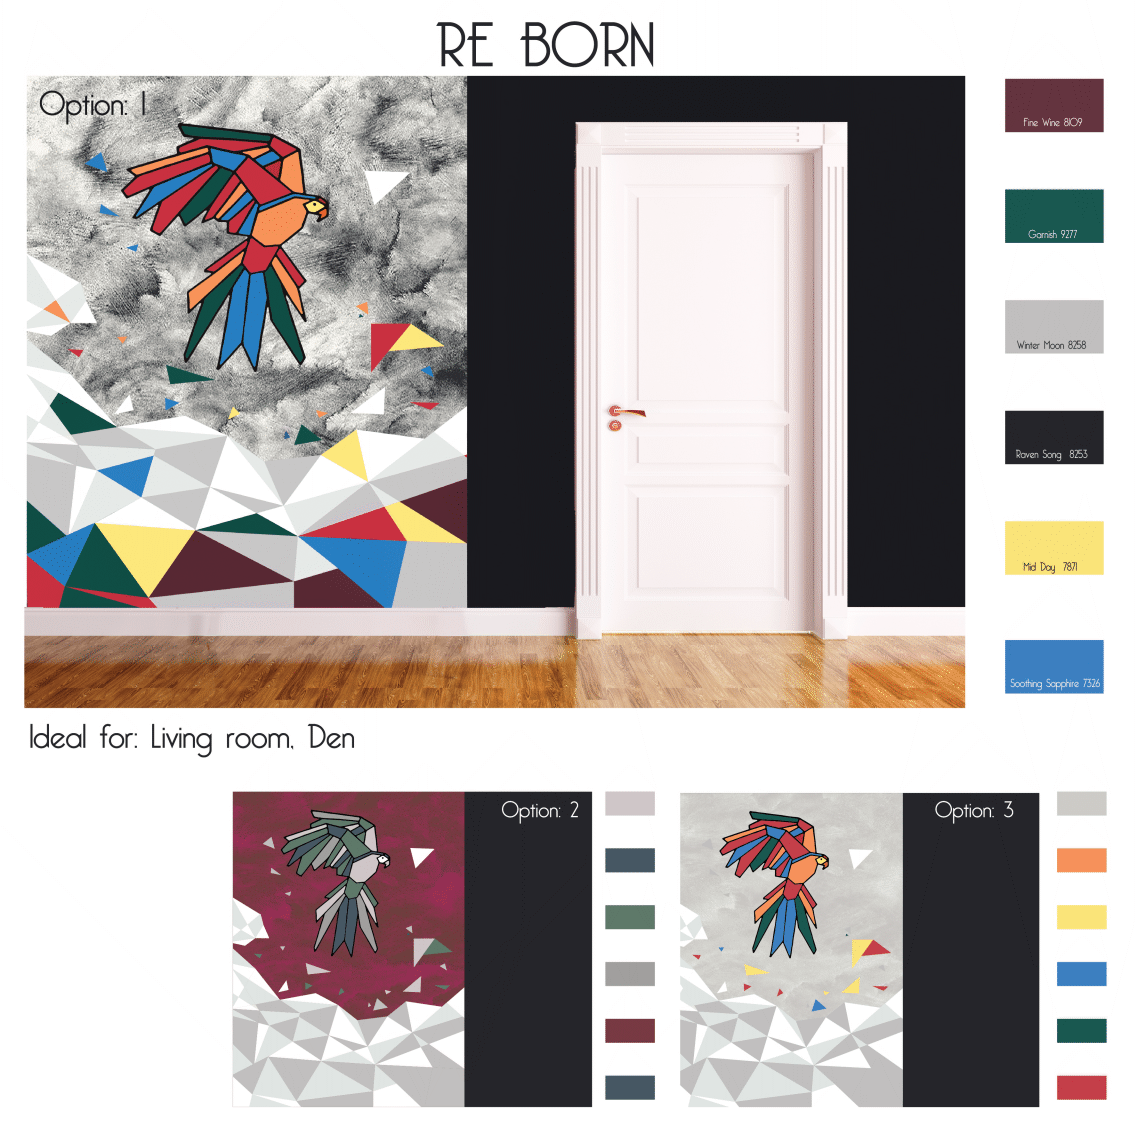 RE BORN
Option: 1
Fine Wine 8109
Garnish 9277
Winter Moon 8258
Raven Song 8253
Mid Day 7871
Soothing Sapphire 7326
Ideal for: Living room, Den
Option: 2
Option: 3